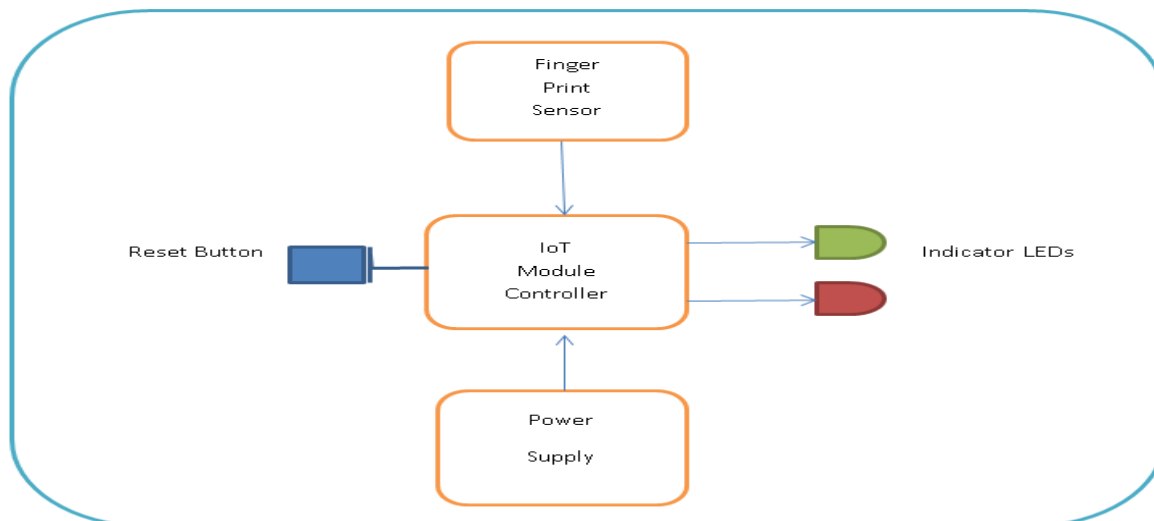 Finger
Print
Sensor
Reset Button
IoT
Module
Controller
Indicator LEDs
Power
Supply